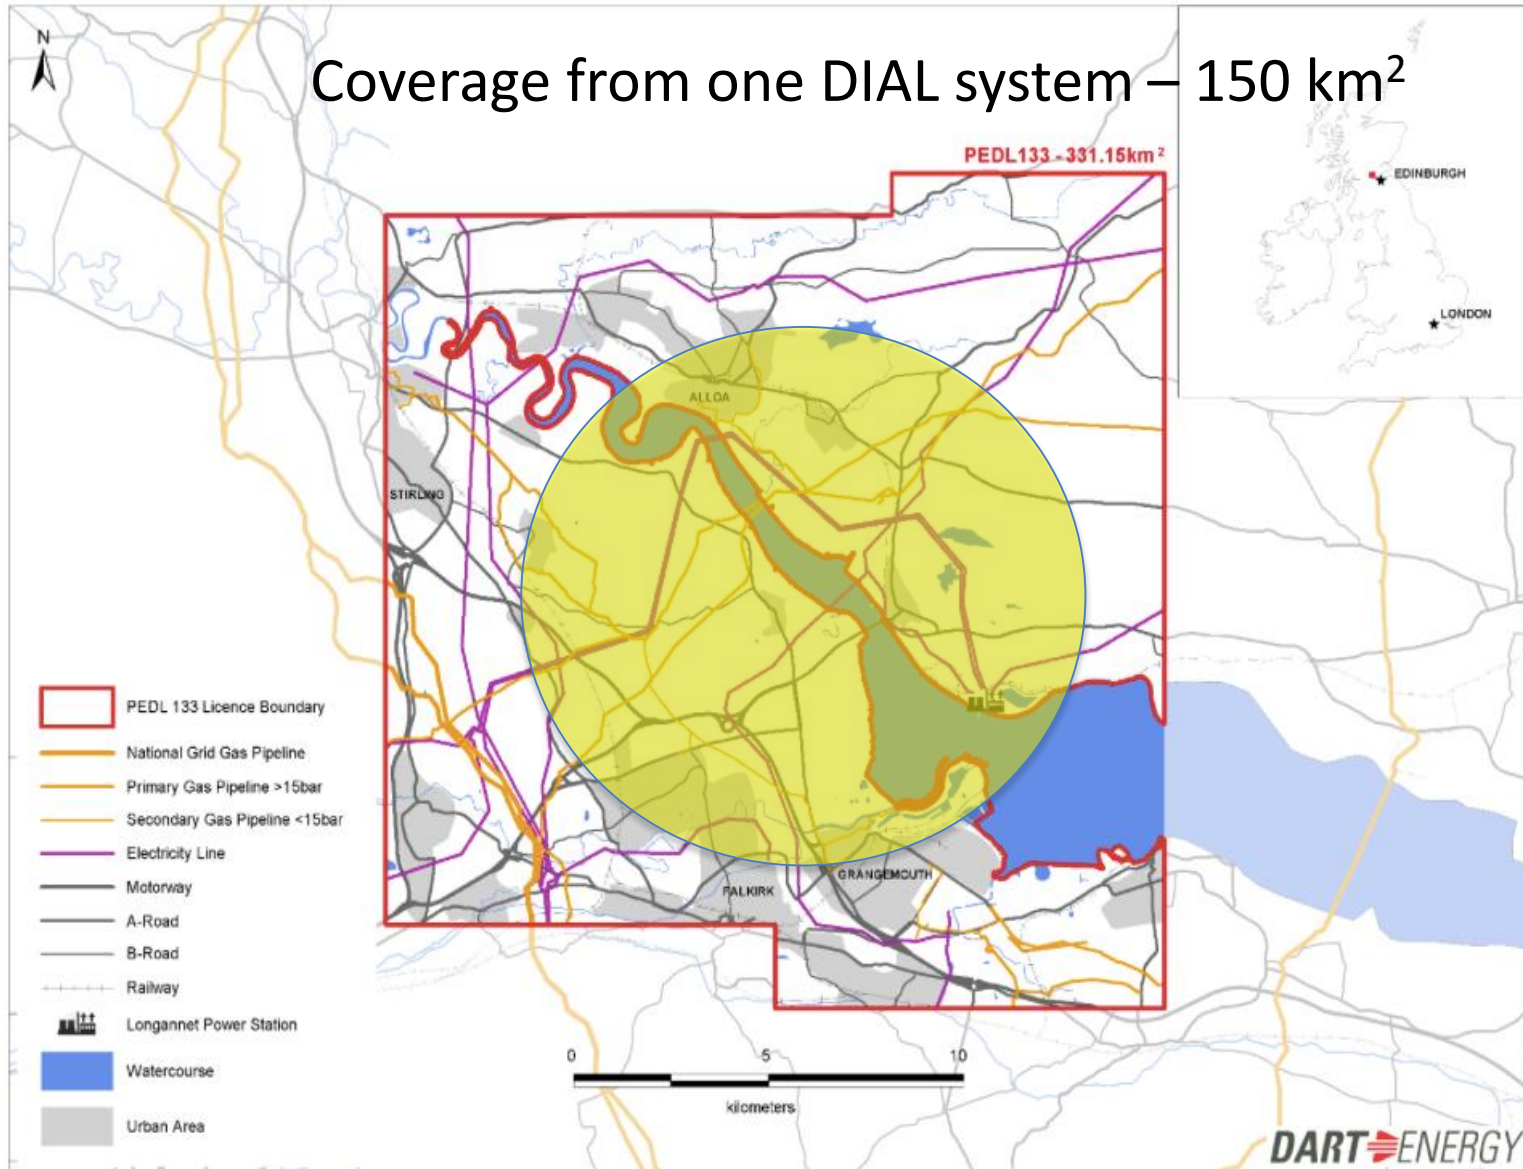 N
Coverage from one DIAL system – 150 km²
PEDL133 - 331.15km²
EDINBURGH
LONDON
ALLOA
STIRLING
PEDL 133 Licence Boundary
National Grid Gas Pipeline
Primary Gas Pipeline >15bar
Secondary Gas Pipeline <15bar
Electricity Line
Motorway
A-Road
B-Road
Railway
Longannet Power Station
Watercourse
Urban Area
GRANGEMOUTH
FALKIRK
0 5 10
kilometers
DART ENERGY